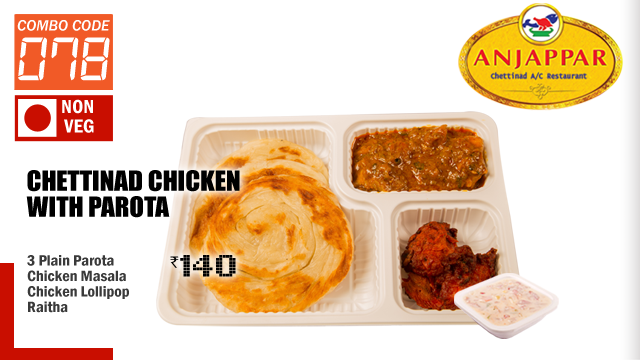 COMBO CODE
078
NON
VEG
ANJAPPAR
Chettinad A/C Restaurant
CHETTINAD CHICKEN
WITH PAROTA
3 Plain Parota
Chicken Masala
Chicken Lollipop
Raitha
₹140